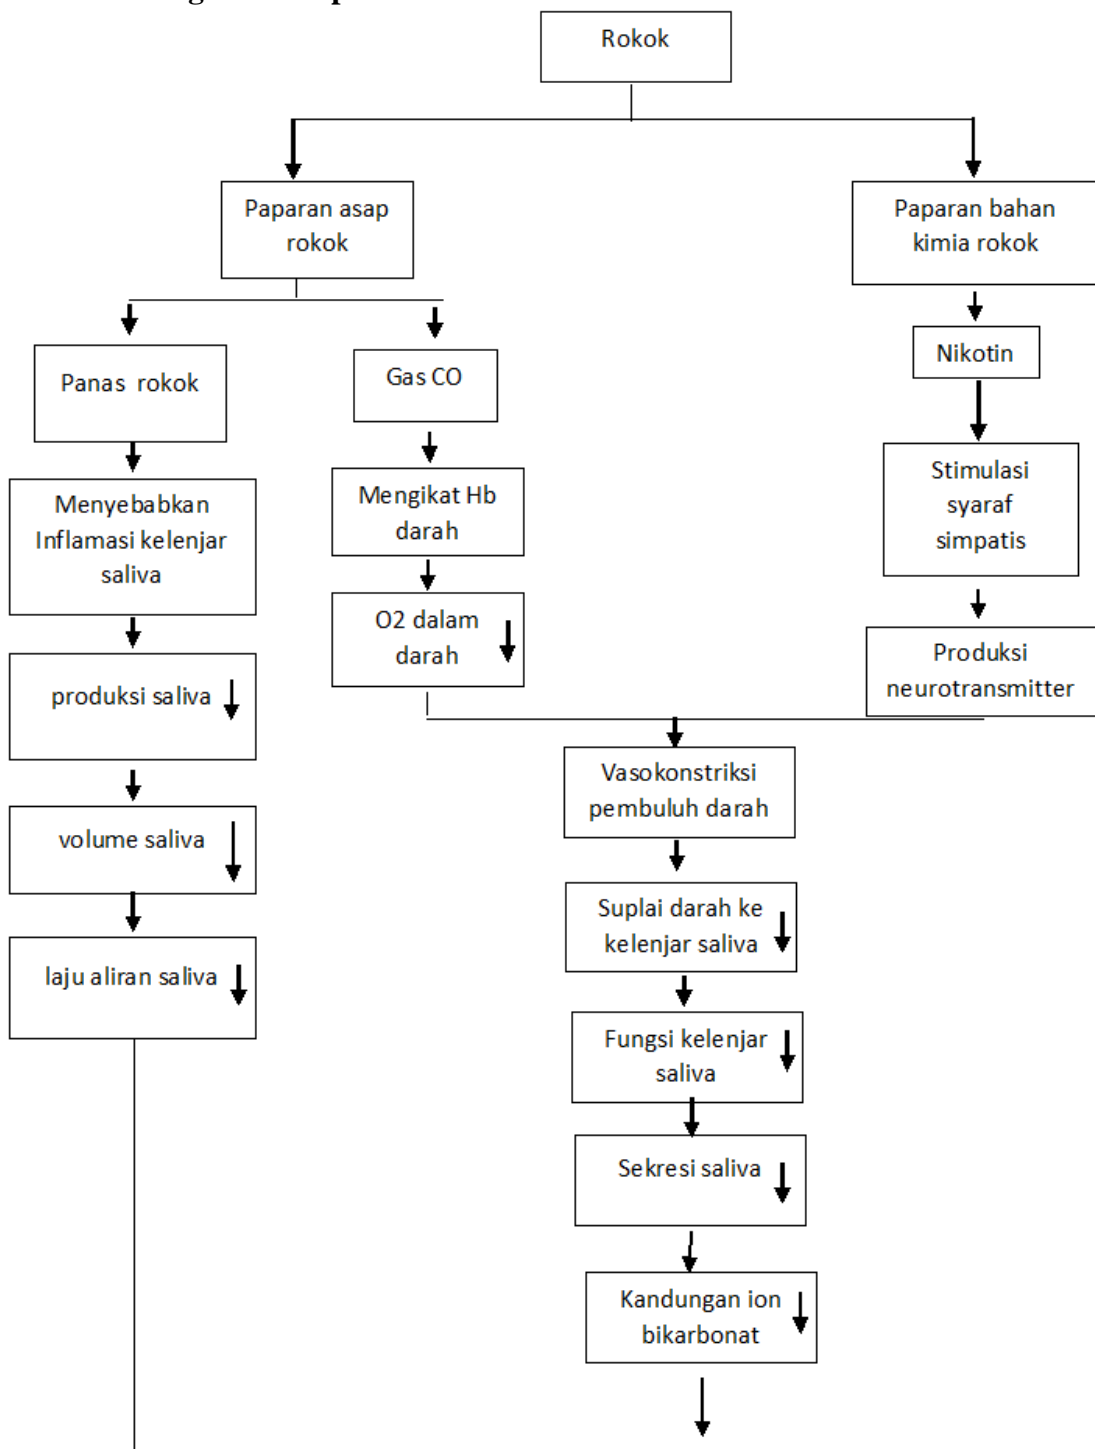 Rokok
Paparan asap
rokok
Paparan bahan
kimia rokok
Panas rokok
Gas CO
Nikotin
Menyebabkan
Inflamasi kelenjar
saliva
Mengikat Hb
darah
Stimulasi
syaraf
simpatis
O2 dalam
darah
Produksi
neurotransmitter
produksi saliva
volume saliva
laju aliran saliva
Vasokonstriksi
pembuluh darah
Suplai darah ke
kelenjar saliva
Fungsi kelenjar
saliva
Sekresi saliva
Kandungan ion
bikarbonat